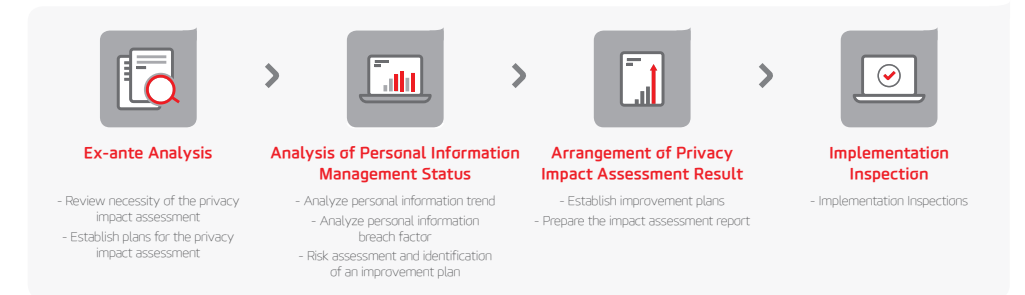 Ex-ante Analysis
- Review necessity of the privacy
impact assessment
- Establish plans for the privacy
impact assessment
Analysis of Personal Information
Management Status
- Analyze personal information trend
- Analyze personal information
breach factor
- Risk assessment and identification
of an improvement plan
Arrangement of Privacy
Impact Assessment Result
- Establish improvement plans
- Prepare the impact assessment report
Implementation
Inspection
- Implementation Inspections